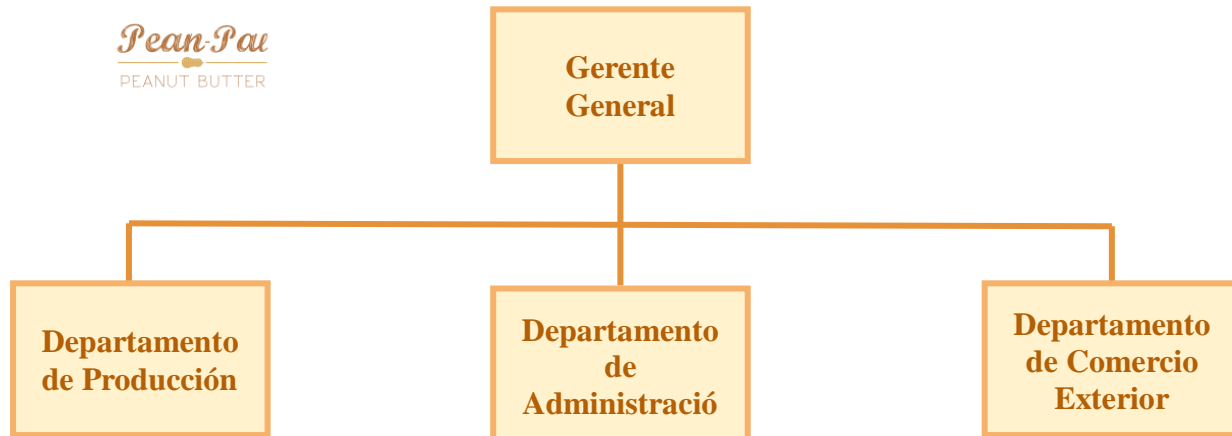 Pean-Pau
PEANUT BUTTER
Gerente
General
Departamento
de Producción
Departamento
de
Administració
Departamento
de Comercio
Exterior